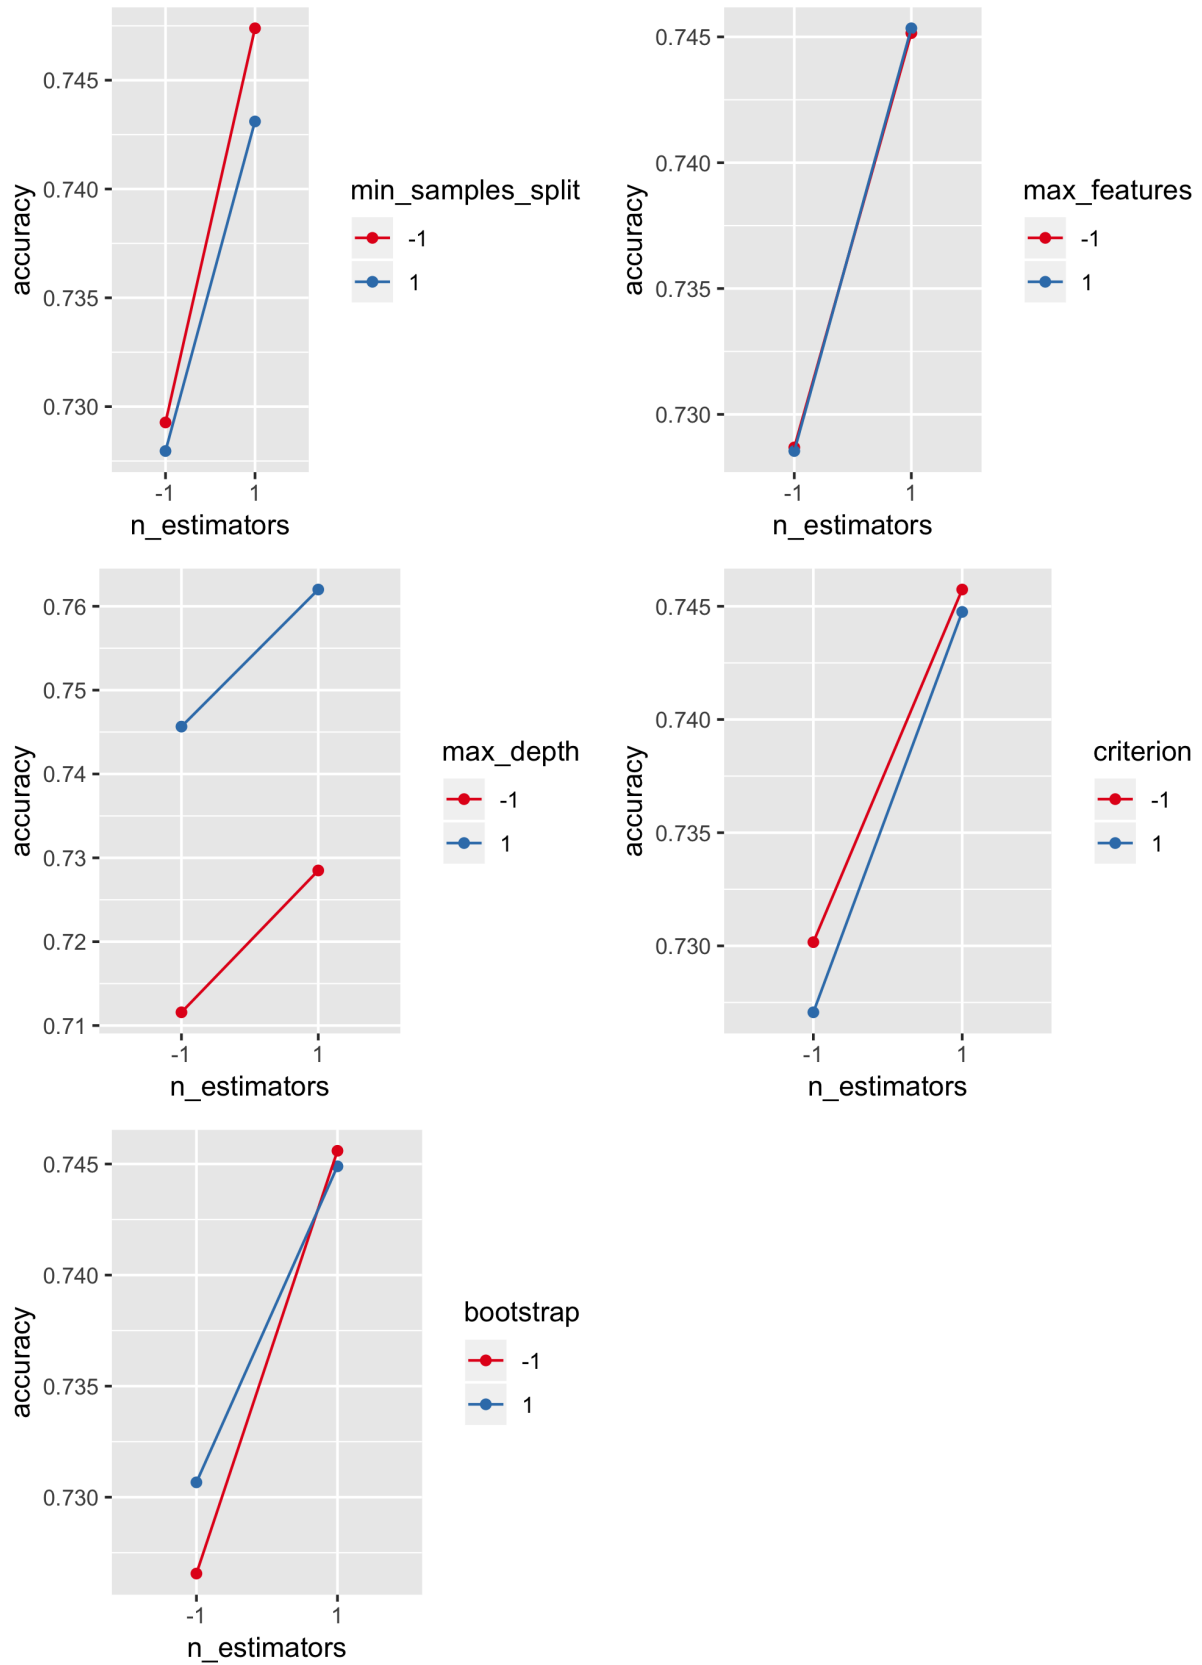 accuracy
0.745
0.740
0.735
0.730
-1 1
n_estimators
min_samples_split
-1
1
accuracy
0.745
0.740
0.735
0.730
-1 1
n_estimators
max_features
-1
1
accuracy
0.76
0.75
0.74
0.73
0.72
0.71
-1 1
n_estimators
max_depth
-1
1
accuracy
0.745
0.740
0.735
0.730
-1 1
n_estimators
criterion
-1
1
accuracy
0.745
0.740
0.735
0.730
-1 1
n_estimators
bootstrap
-1
1